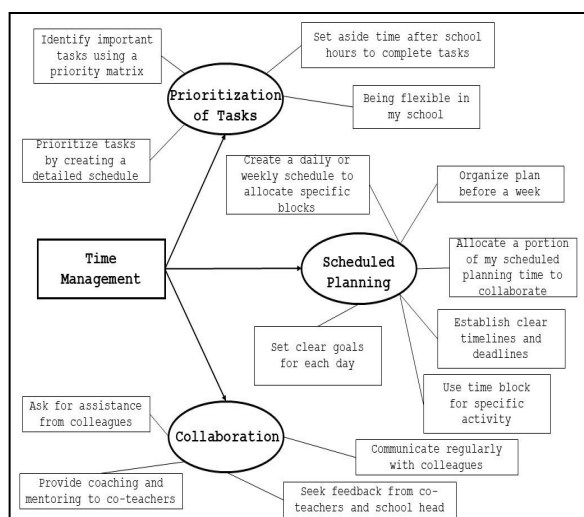 Identify important
tasks using a
priority matrix
Set aside time after school
hours to complete tasks
Prioritization
of Tasks
Being flexible in
my school
Prioritize tasks
by creating a
detailed schedule
Create a daily or
weekly schedule to
allocate specific
blocks
Organize plan
before a week
Time
Management
Scheduled
Planning
Allocate a portion
of my scheduled
planning time to
collaborate
Set clear goals
for each day
Establish clear
timelines and
deadlines
Use time block
for specific
activity
Ask for assistance
from colleagues
Collaboration
Communicate regularly
with colleagues
Provide coaching and
mentoring to co-teachers
Seek feedback from co-
teachers and school head